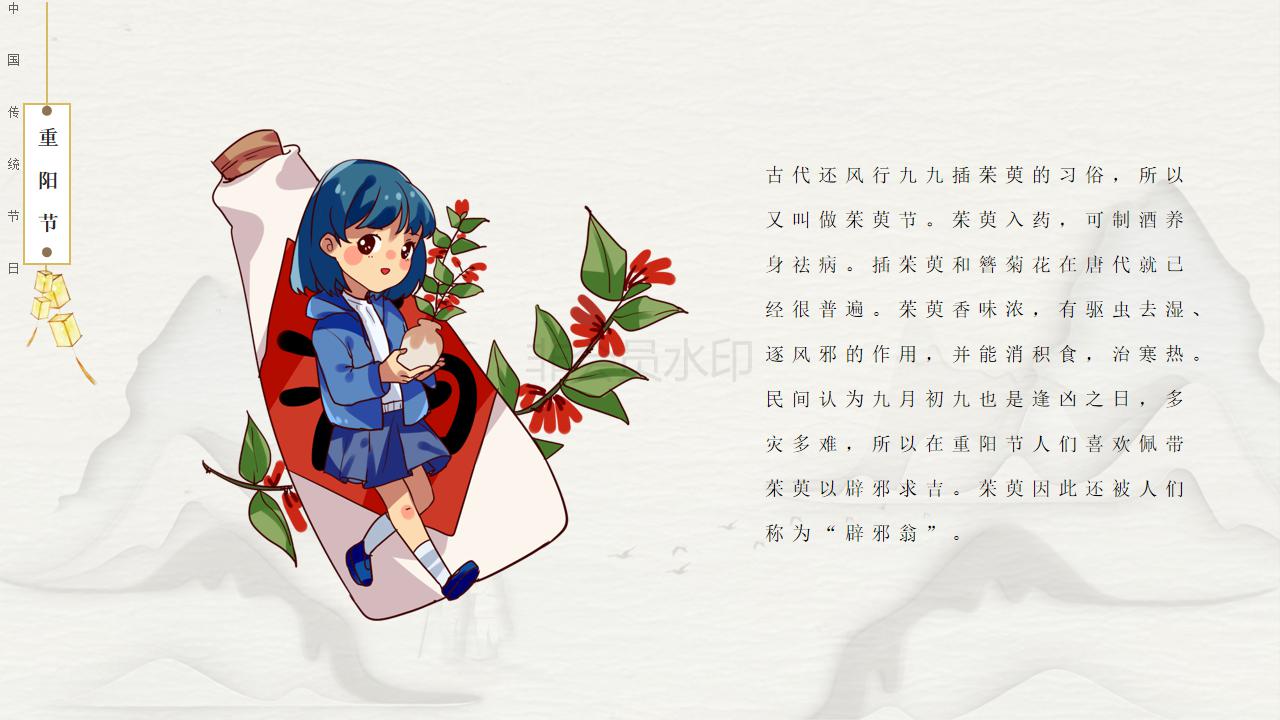 中国传统节日
重阳节
古代还风行九九插茱萸的习俗，所以
又叫做茱萸节。茱萸入药，可制酒养
身祛病。插茱萸和簪菊花在唐代就已
经很普遍。茱萸香味浓，有驱虫去湿、
逐风邪的作用，并能消积食，治寒热。
民间认为九月初九也是逢凶之日，多
灾多难，所以在重阳节人们喜欢佩带
茱萸以辟邪求吉。茱萸因此还被人们
称为“辟邪翁”。
员水印